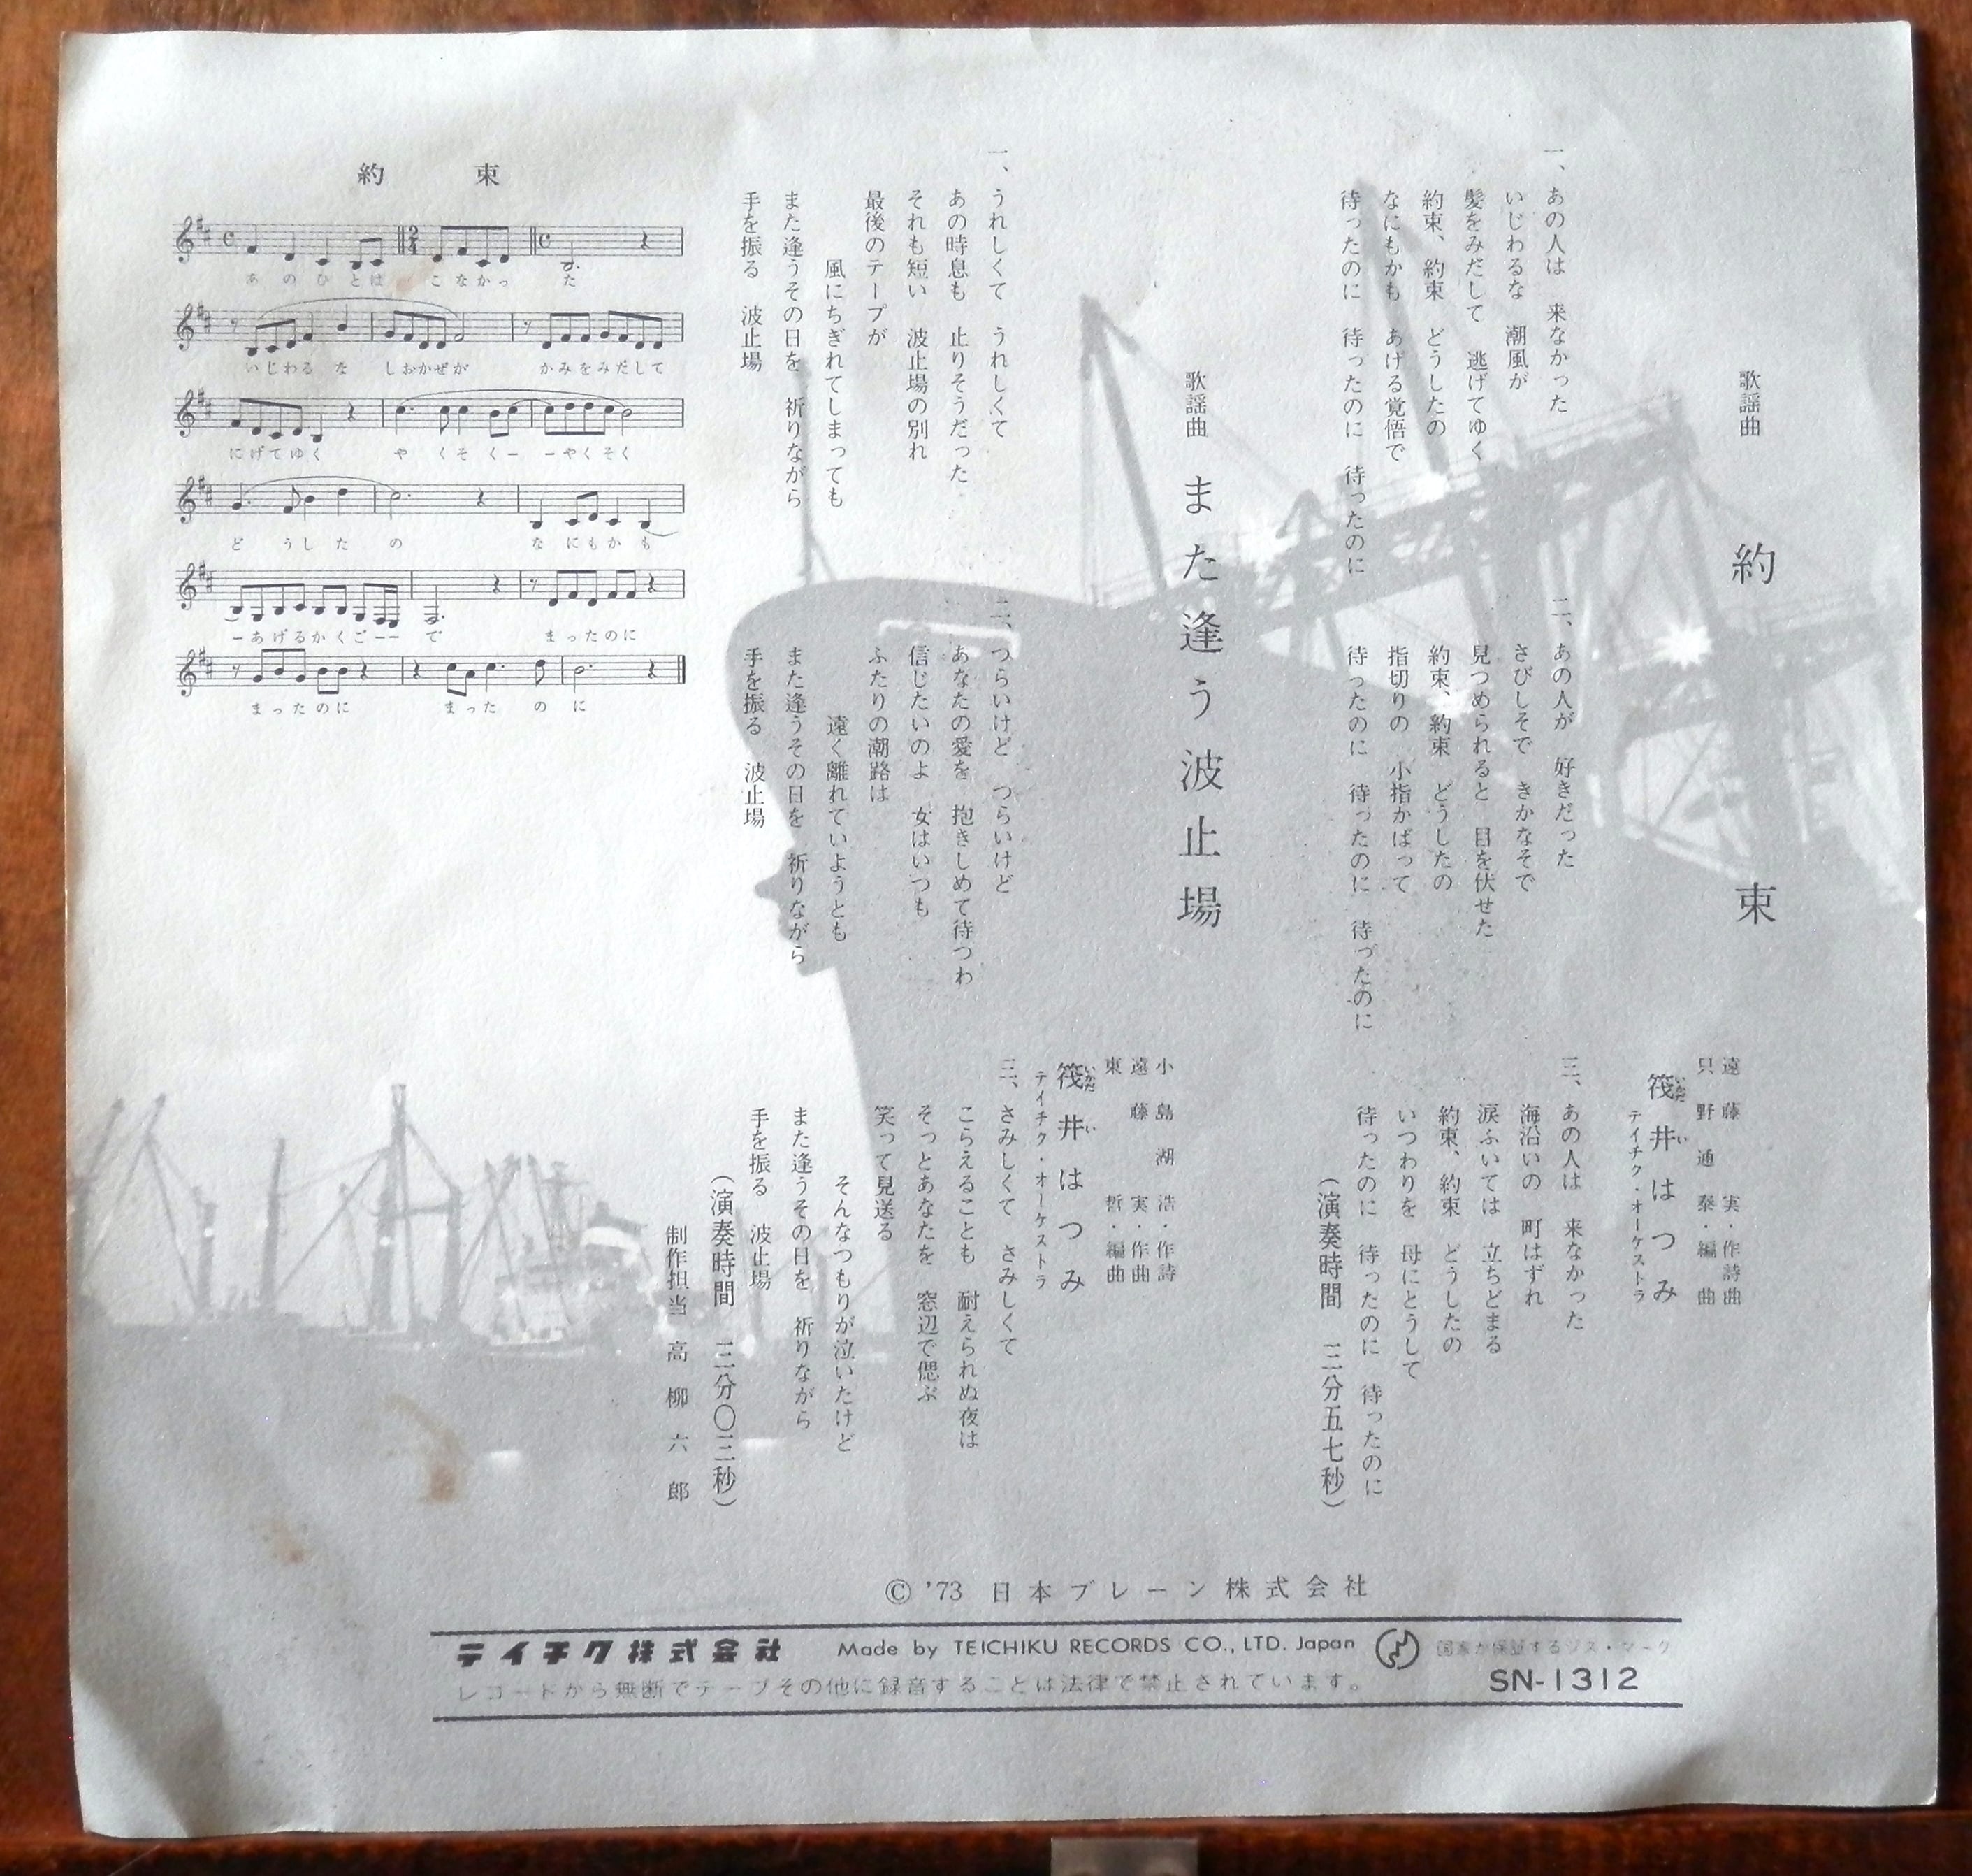 歌謡曲 約束
遠藤 実・作詩曲
只野通泰・編曲
筏井はつみ
いかだい
テイチク・オーケストラ
一、あの人は 来なかった
いじわるな 潮風が
髪をみだして 逃げてゆく
約束、約束 どうしたの
なにもかも あげる覚悟で
待ったのに 待ったのに 待ったのに
二、あの人が 好きだった
さびしそで きかなそで
見つめられると 目を伏せた
約束、約束 どうしたの
指切りの 小指かばって
待ったのに 待ったのに 待ったのに
三、あの人は 来なかった
海沿いの 町はずれ
涙ふいては 立ちどまる
約束、約束 どうしたの
いつわりを 母にとうして
待ったのに 待ったのに 待ったのに
(演奏時間 三分五七秒)
歌謡曲 また逢う波止場
小島湖浩・作詩
遠藤 実・作曲
東 哲・編曲
筏井はつみ
いかだい
テイチク・オーケストラ
一、うれしくて うれしくて
あの時息も 止りそうだった
それも短い 波止場の別れ
最後のテープが
風にちぎれてしまっても
また逢うその日を 祈りながら
手を振る 波止場
二、つらいけど つらいけど
あなたの愛を 抱きしめて待つわ
信じたいのよ 女はいつも
ふたりの潮路は
遠く離れていようとも
また逢うその日を 祈りながら
手を振る 波止場
三、さみしくて さみしくて
こらえることも 耐えられぬ夜は
そっとあなたを 窓辺で偲ぶ
笑って見送る
そんなつもりが泣いたけど
また逢うその日を 祈りながら
手を振る 波止場
(演奏時間 三分〇三秒)
制作担当 高柳六郎
約束
あのひとは こなかった
いじわるな しおかぜが かみをみだして
にげてゆく やくそくー ーやくそく
どうしたの なにもかも
ーあげるかくごーー で まったのに
まったのに まったのに
© '73 日本ブレーン株式会社
テイチク株式会社 Made by TEICHIKU RECORDS CO., LTD. Japan 国家が保証するジス・マーク
レコードから無断でテープその他に録音することは法律で禁止されています。 SN-1312